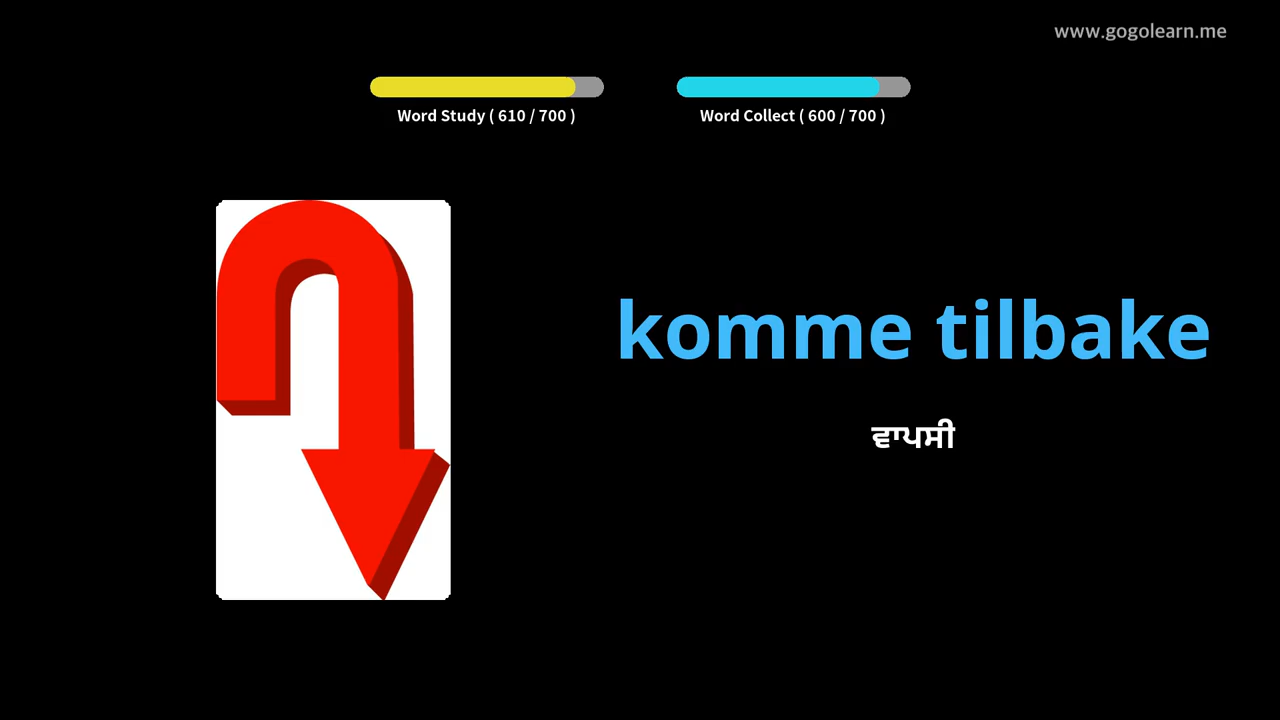 www.gogolearn.me
Word Study ( 610 / 700 )
Word Collect ( 600 / 700 )
komme tilbake
ਵਾਪਸੀ